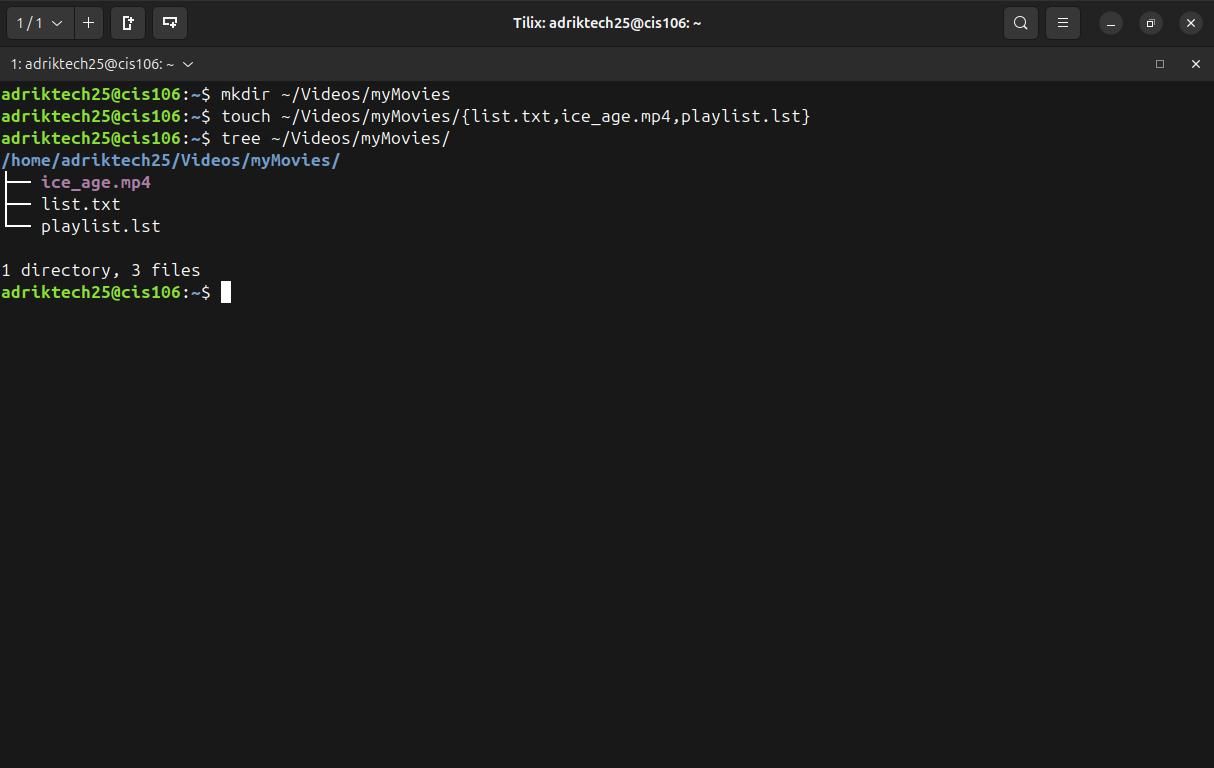 1 / 1
Tilix: adriktech25@cis106: ~
1: adriktech25@cis106: ~
adriktech25@cis106:~$ mkdir ~/Videos/myMovies
adriktech25@cis106:~$ touch ~/Videos/myMovies/{list.txt,ice_age.mp4,playlist.lst}
adriktech25@cis106:~$ tree ~/Videos/myMovies/
/home/adriktech25/Videos/myMovies/
├── ice_age.mp4
├── list.txt
└── playlist.lst
1 directory, 3 files
adriktech25@cis106:~$